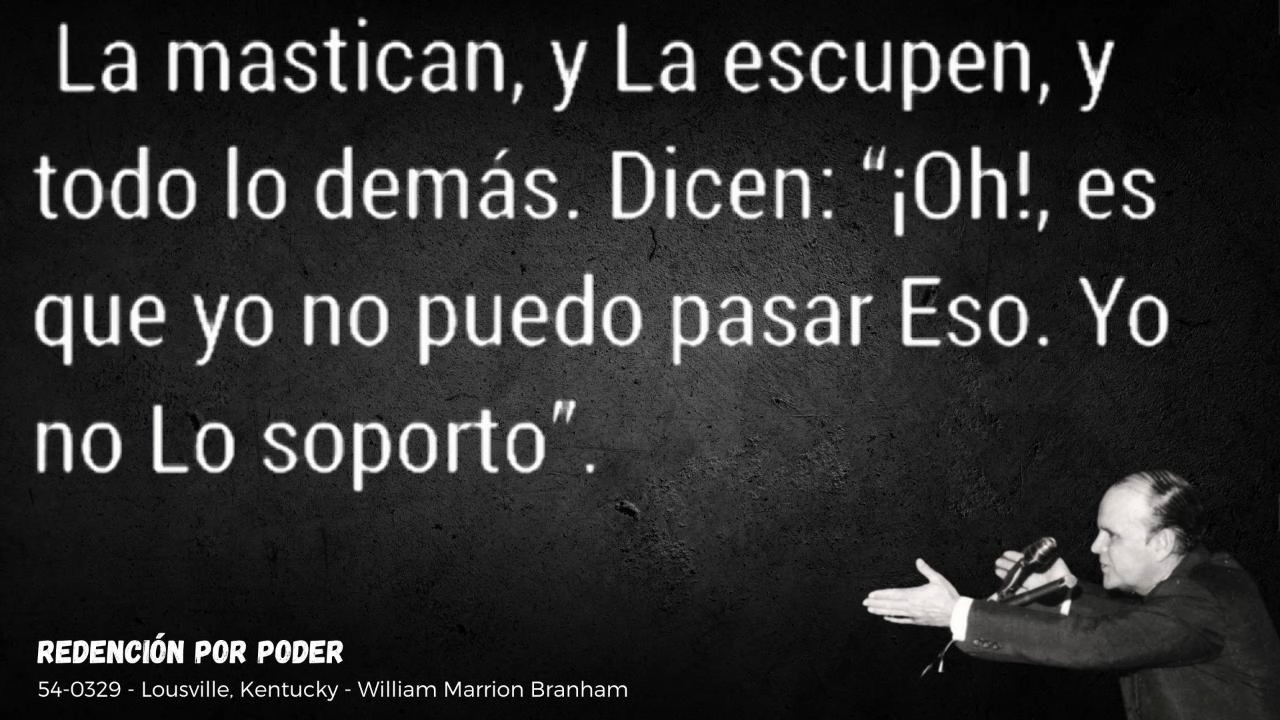 La mastican, y La escupen, y
todo lo demás. Dicen: “¡Oh!, es
que yo no puedo pasar Eso. Yo
no Lo soporto”.
REDENCIÓN POR PODER
54-0329 - Lousville, Kentucky - William Marrion Branham